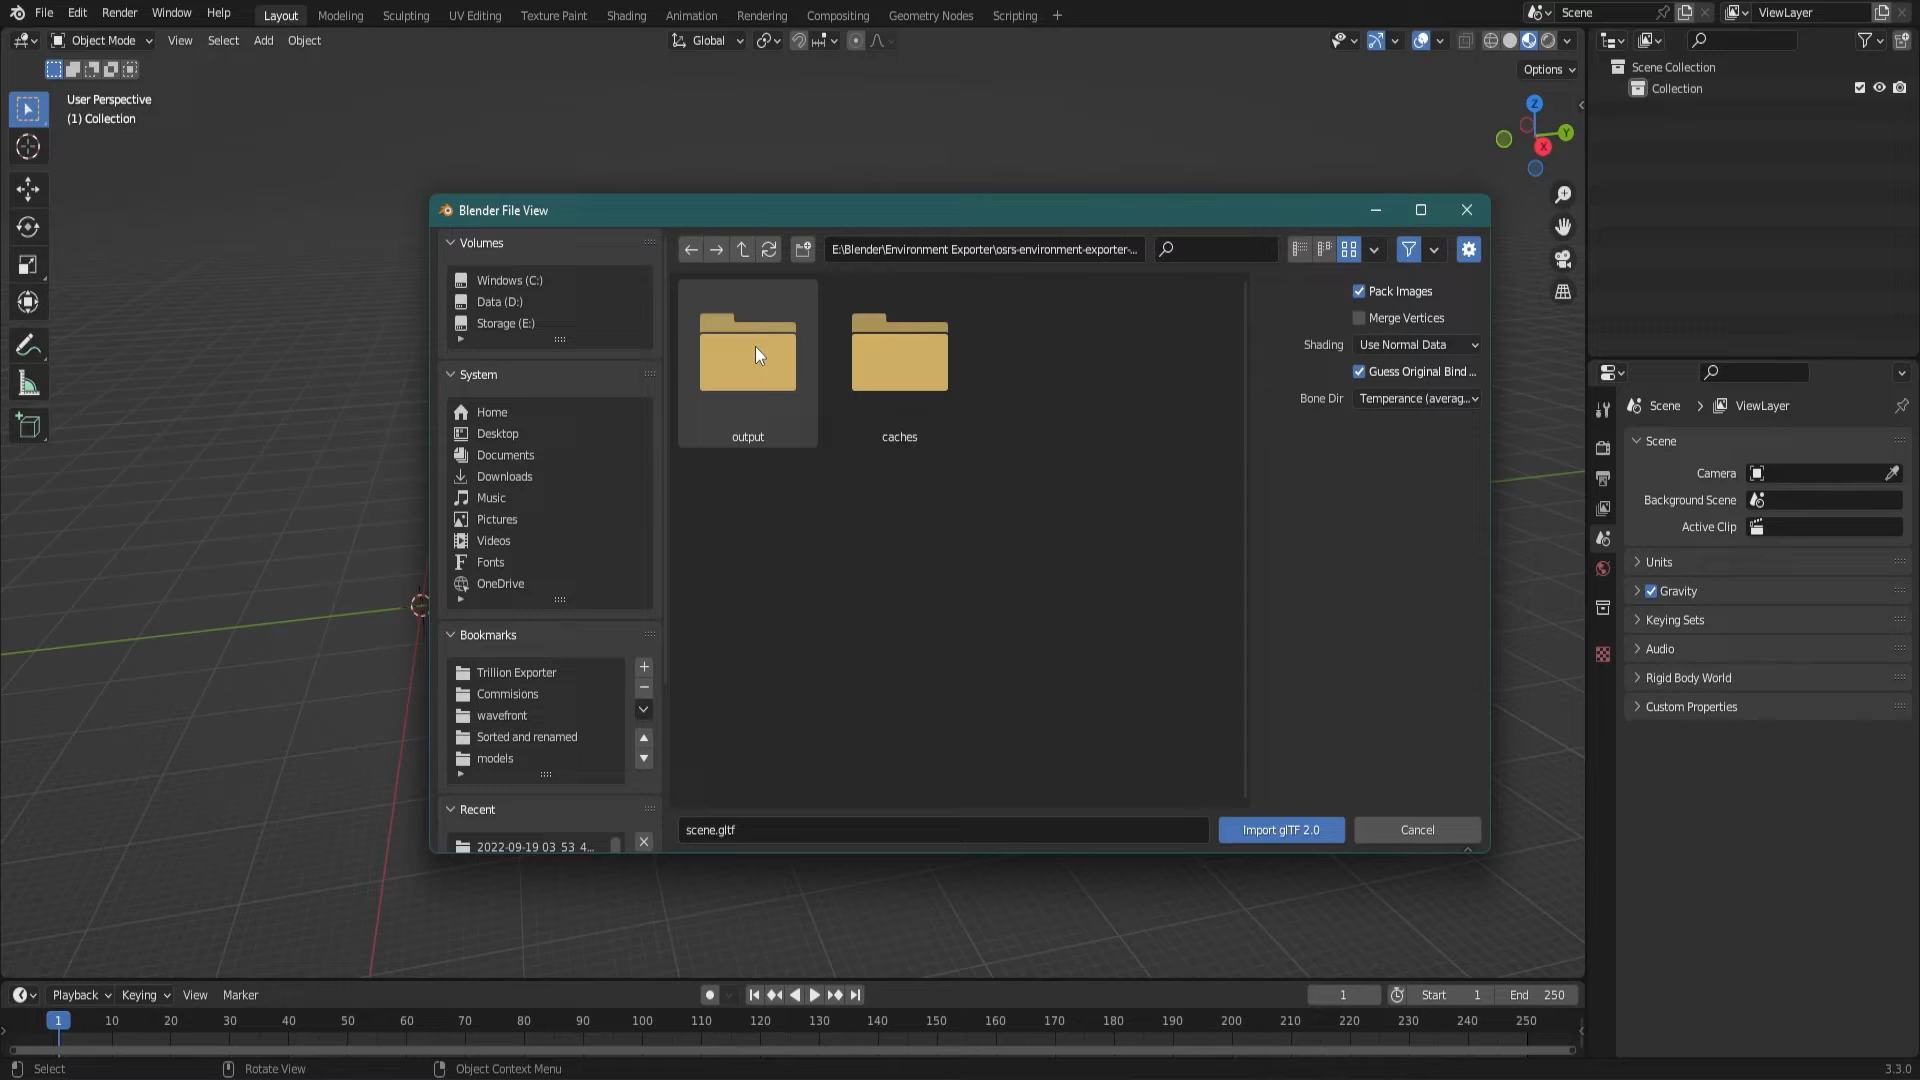 File Edit Render Window Help Layout Modeling Sculpting UV Editing Texture Paint Shading Animation Rendering Compositing Geometry Nodes Scripting + Scene ViewLayer
Object Mode View Select Add Object Global
Options
User Perspective
(1) Collection
Z
Y
X
Scene Collection
Collection
Blender File View
Volumes
Windows (C:)
Data (D:)
Storage (E:)
System
Home
Desktop
Documents
Downloads
Music
Pictures
Videos
Fonts
OneDrive
Bookmarks
Trillion Exporter
Commisions
wavefront
Sorted and renamed
models
Recent
2022-09-19 03_53_4...
E:\Blender\Environment Exporter\osrs-environment-exporter-...
output
caches
Pack Images
Merge Vertices
Shading Use Normal Data
Guess Original Bind ...
Bone Dir Temperance (averag...
scene.gltf Import glTF 2.0 Cancel
Scene > ViewLayer
Scene
Camera
Background Scene
Active Clip
Units
Gravity
Keying Sets
Audio
Rigid Body World
Custom Properties
Playback Keying View Marker 1 Start 1 End 250
1 10 20 30 40 50 60 70 80 90 100 110 120 130 140 150 160 170 180 190 200 210 220 230 240 250
Select Rotate View Object Context Menu 3.3.0